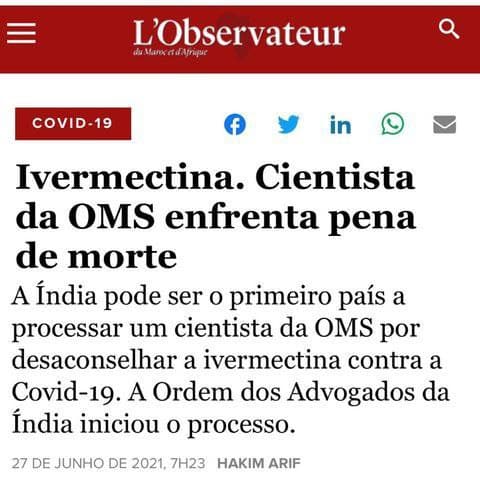 L'Observateur
du Maroc et d'Afrique
COVID-19
Ivermectina. Cientista
da OMS enfrenta pena
de morte
A Índia pode ser o primeiro país a
processar um cientista da OMS por
desaconselhar a ivermectina contra a
Covid-19. A Ordem dos Advogados da
Índia iniciou o processo.
27 DE JUNHO DE 2021, 7H23 HAKIM ARIF